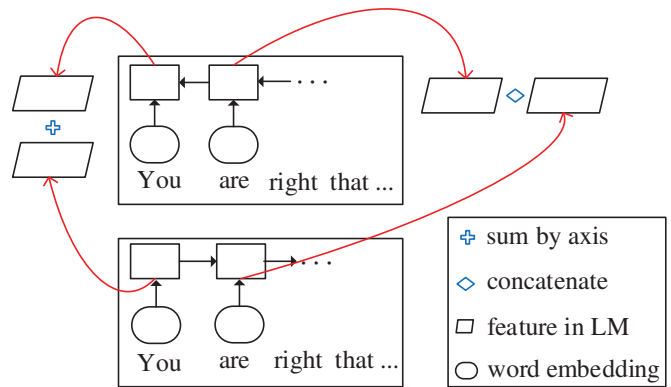 ...
You are right that ...
...
You are right that ...
sum by axis
concatenate
feature in LM
word embedding